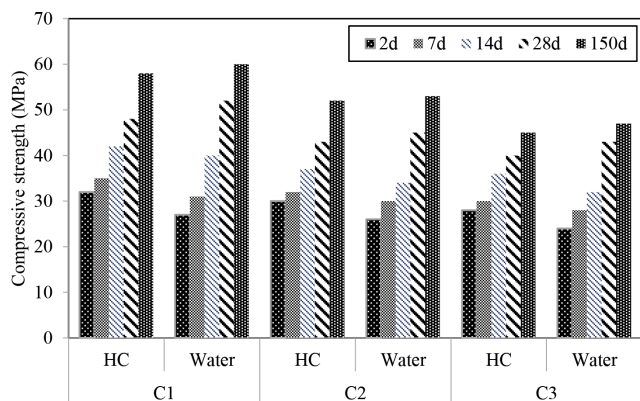 70
60
50
40
30
20
10
0
Compressive strength (MPa)
2d 7d 14d 28d 150d
HC Water HC Water HC Water
C1 C2 C3